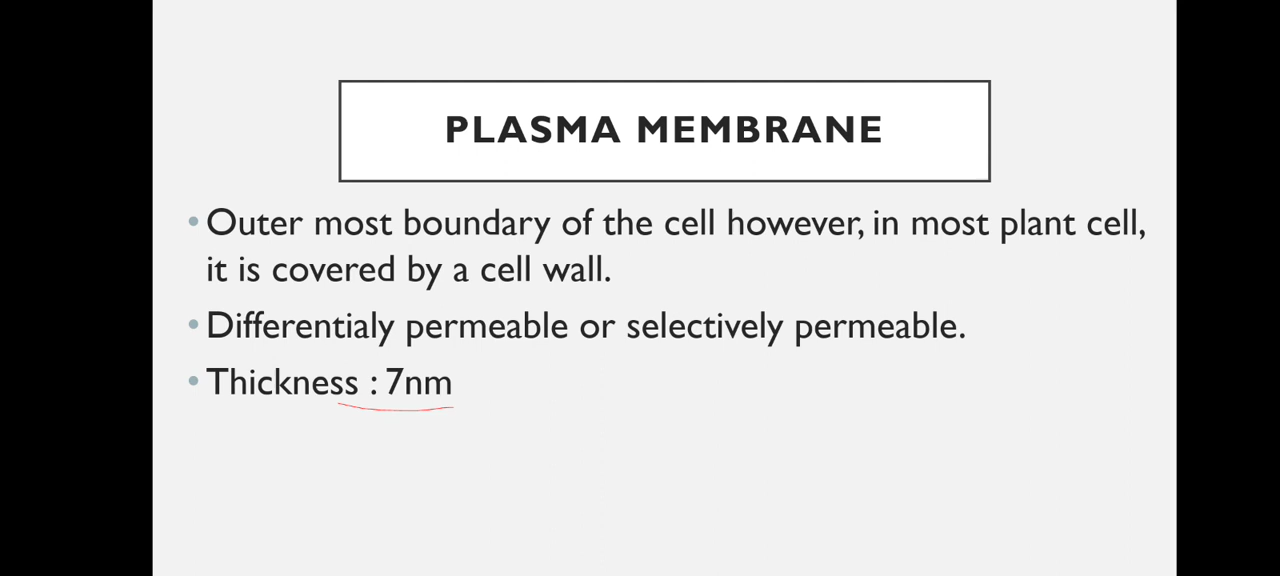 PLASMA MEMBRANE
• Outer most boundary of the cell however, in most plant cell,
it is covered by a cell wall.
• Differentialy permeable or selectively permeable.
• Thickness : 7nm